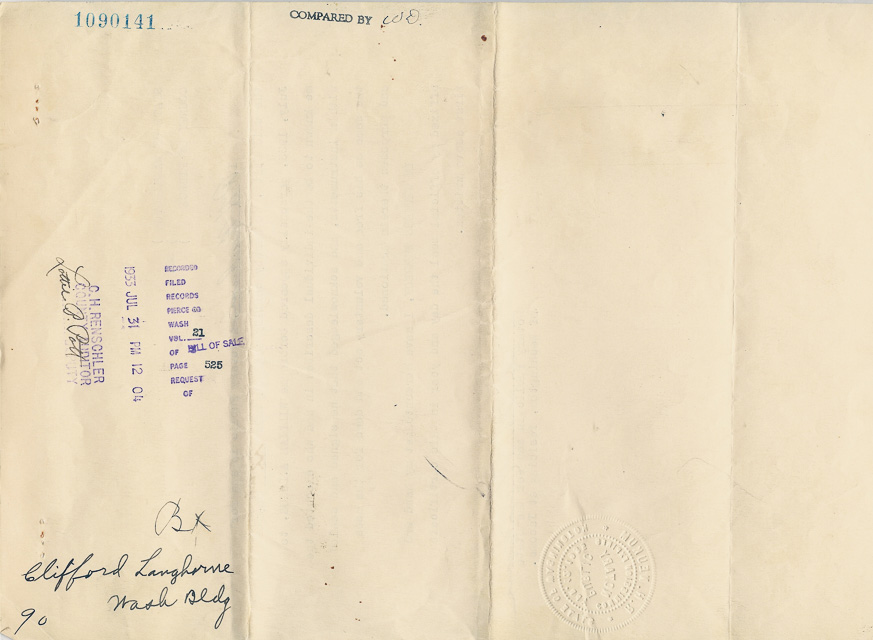 1090141
COMPARED BY WD.
RECORDED
FILED
RECORDS
PIERCE CO
WASH
VOL. 21
OF BILL OF SALE
PAGE 525
REQUEST
OF
1935 JUL 31 PM 12 04
C.H. RENSCHLER
COUNTY AUDITOR
DEPUTY
Bx
Clifford Langhorne
Wash Bldg
90